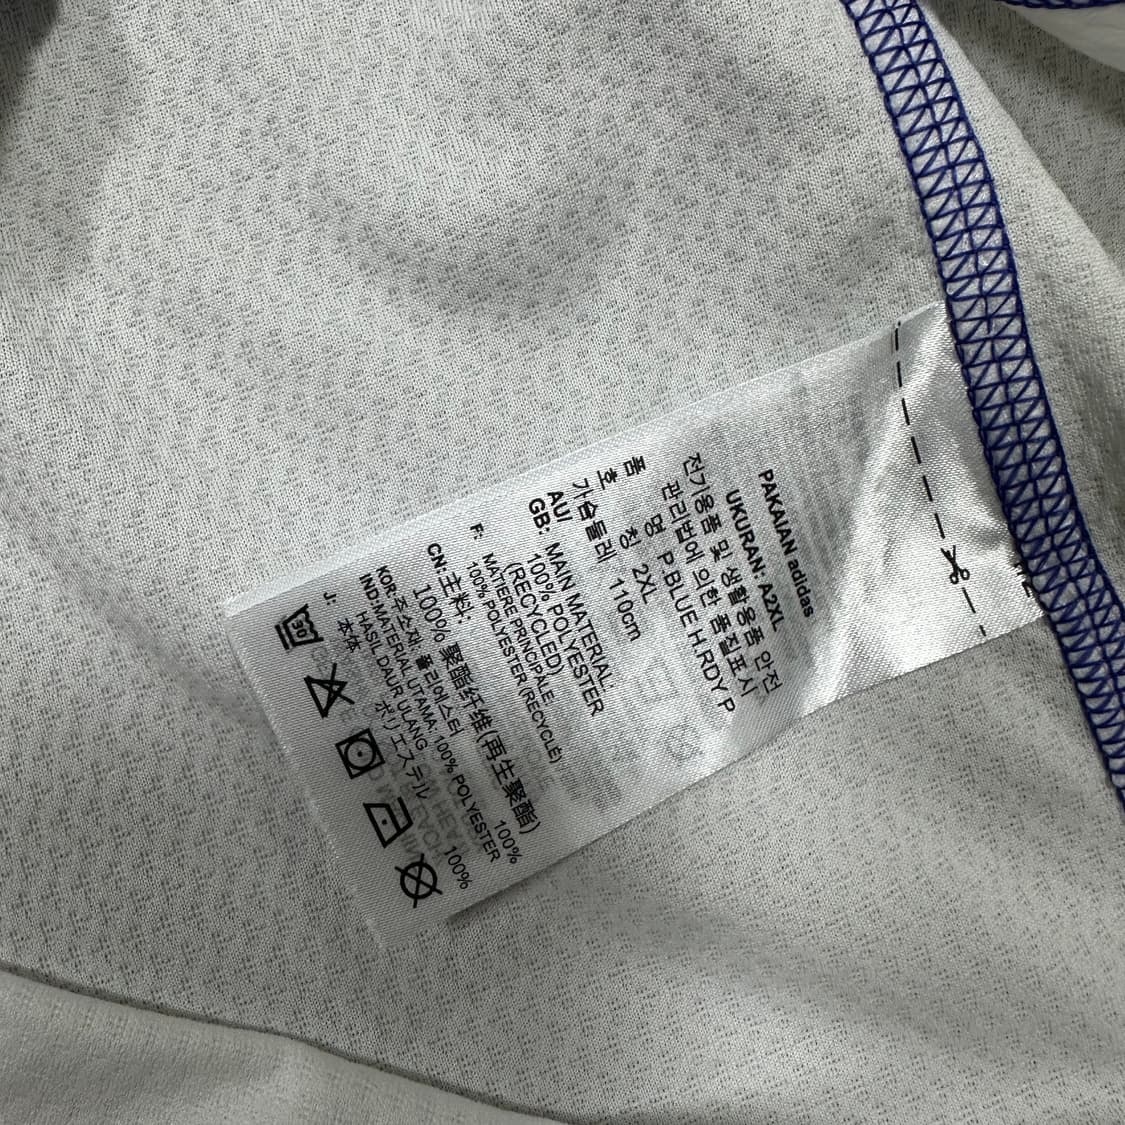 PAKAIAN adidas
UKURAN: A2XL
전기용품 및 생활용품 안전
관리법에 의한 품질표시
품 명 P.BLUE H.RDY P
호 칭 2XL
가슴둘레 110cm
AU/
GB: MAIN MATERIAL:
100% POLYESTER
(RECYCLED)
F: MATIERE PRINCIPALE
100% POLYESTER (RECYCLÉ)
CN: 主料:
100% 聚酯纤维(再生聚酯)
KOR: 주소재: 폴리에스터 100%
IND: MATERIAL UTAMA: 100% POLYESTER
HASIL DAUR ULANG
J: 本体 ポリエステル 100%
30